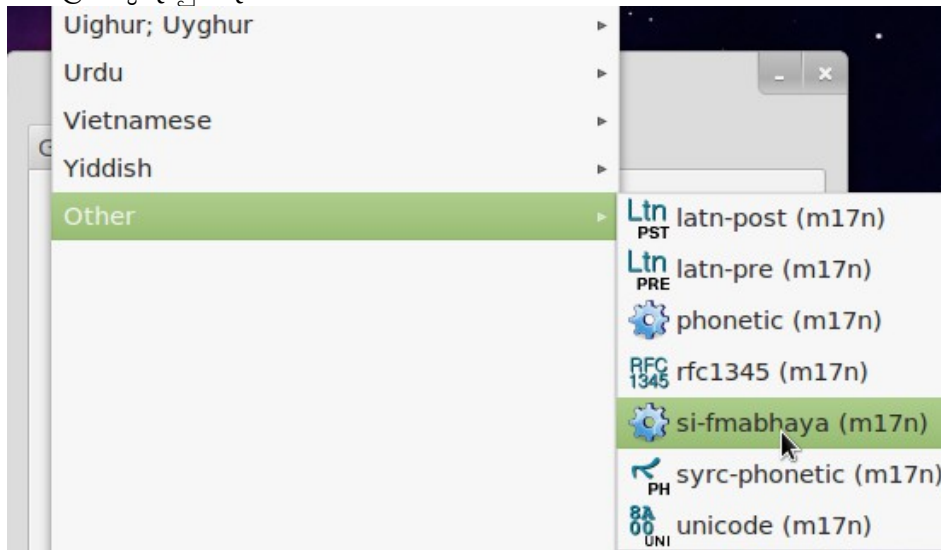 Uighur; Uyghur
Urdu
Vietnamese
G
Yiddish
Other
Ltn PST latn-post (m17n)
Ltn PRE latn-pre (m17n)
phonetic (m17n)
RFC 1345 rfc1345 (m17n)
si-fmabhaya (m17n)
PH syrc-phonetic (m17n)
8A 00 UNI unicode (m17n)